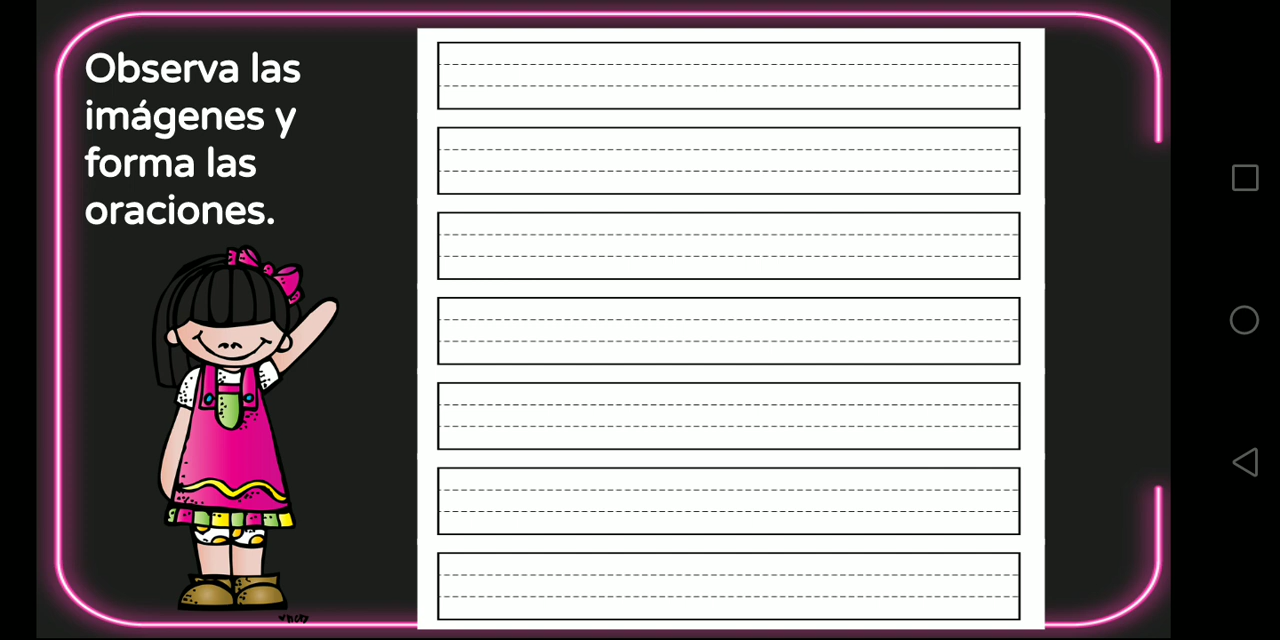 Observa las
imágenes y
forma las
oraciones.